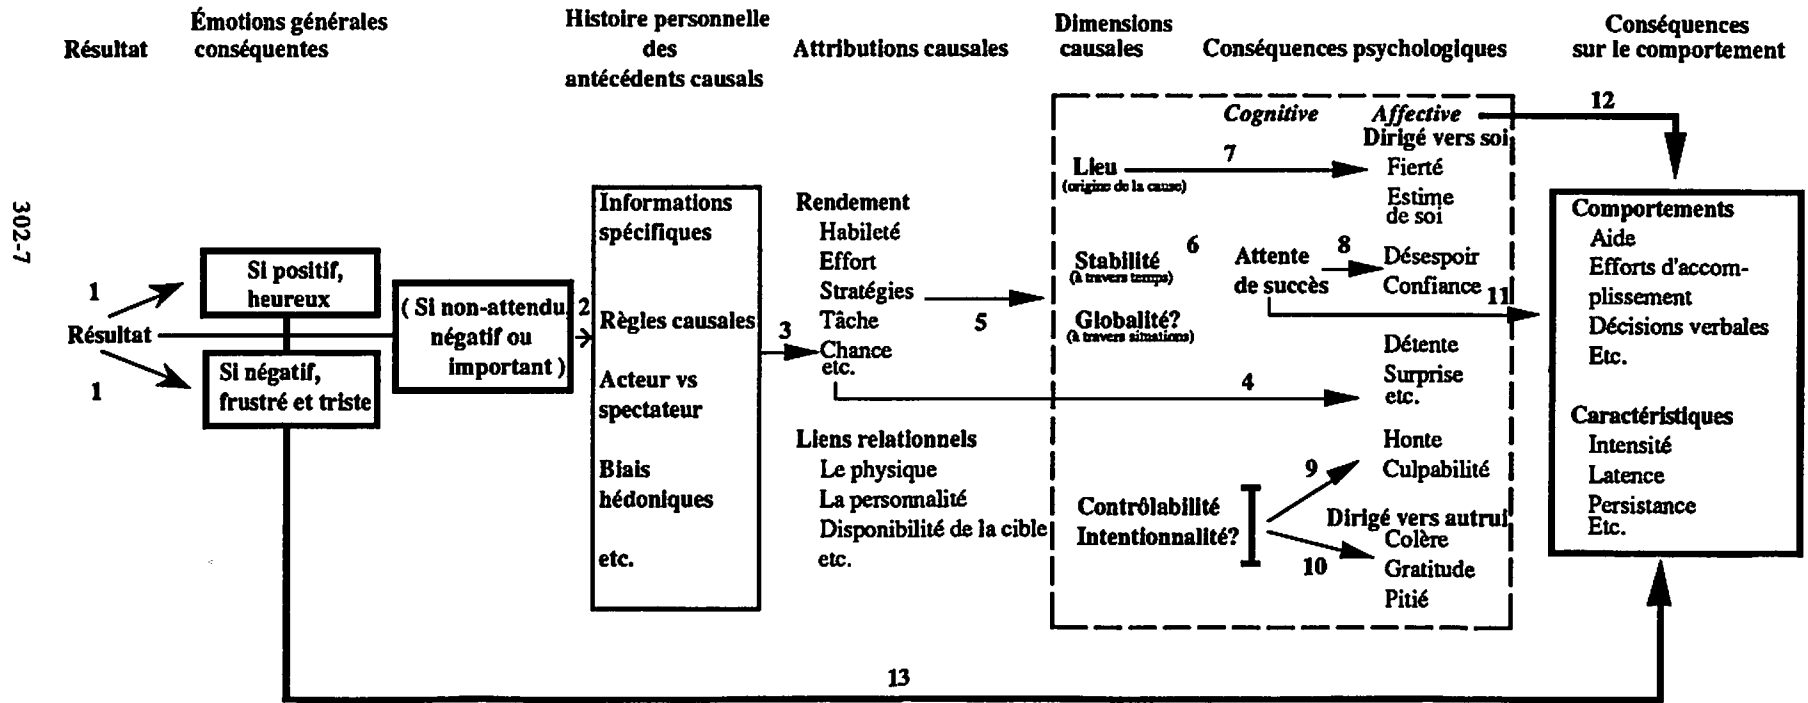 Résultat
Émotions générales
conséquentes
Histoire personnelle
des
antécédents causals
Attributions causales
Dimensions
causales
Conséquences psychologiques
Conséquences
sur le comportement
302-7
1
Résultat
1
Si positif,
heureux
Si négatif,
frustré et triste
( Si non-attendu,
négatif ou
important )
2
Informations
spécifiques
Règles causales
Acteur vs
spectateur
Biais
hédoniques
etc.
3
Rendement
Habileté
Effort
Stratégies
Tâche
Chance
etc.
Liens relationnels
Le physique
La personnalité
Disponibilité de la cible
etc.
5
4
Lieu
(origine de la cause)
Stabilité
(à travers temps)
Globalité?
(à travers situations)
Contrôlabilité
Intentionnalité?
6
7
Cognitive
Attente
de succès
8
9
10
Affective
Dirigé vers soi
Fierté
Estime
de soi
Désespoir
Confiance
Détente
Surprise
etc.
Honte
Culpabilité
Dirigé vers autrui
Colère
Gratitude
Pitié
11
12
Comportements
Aide
Efforts d'accom-
plissement
Décisions verbales
Etc.
Caractéristiques
Intensité
Latence
Persistance
Etc.
13